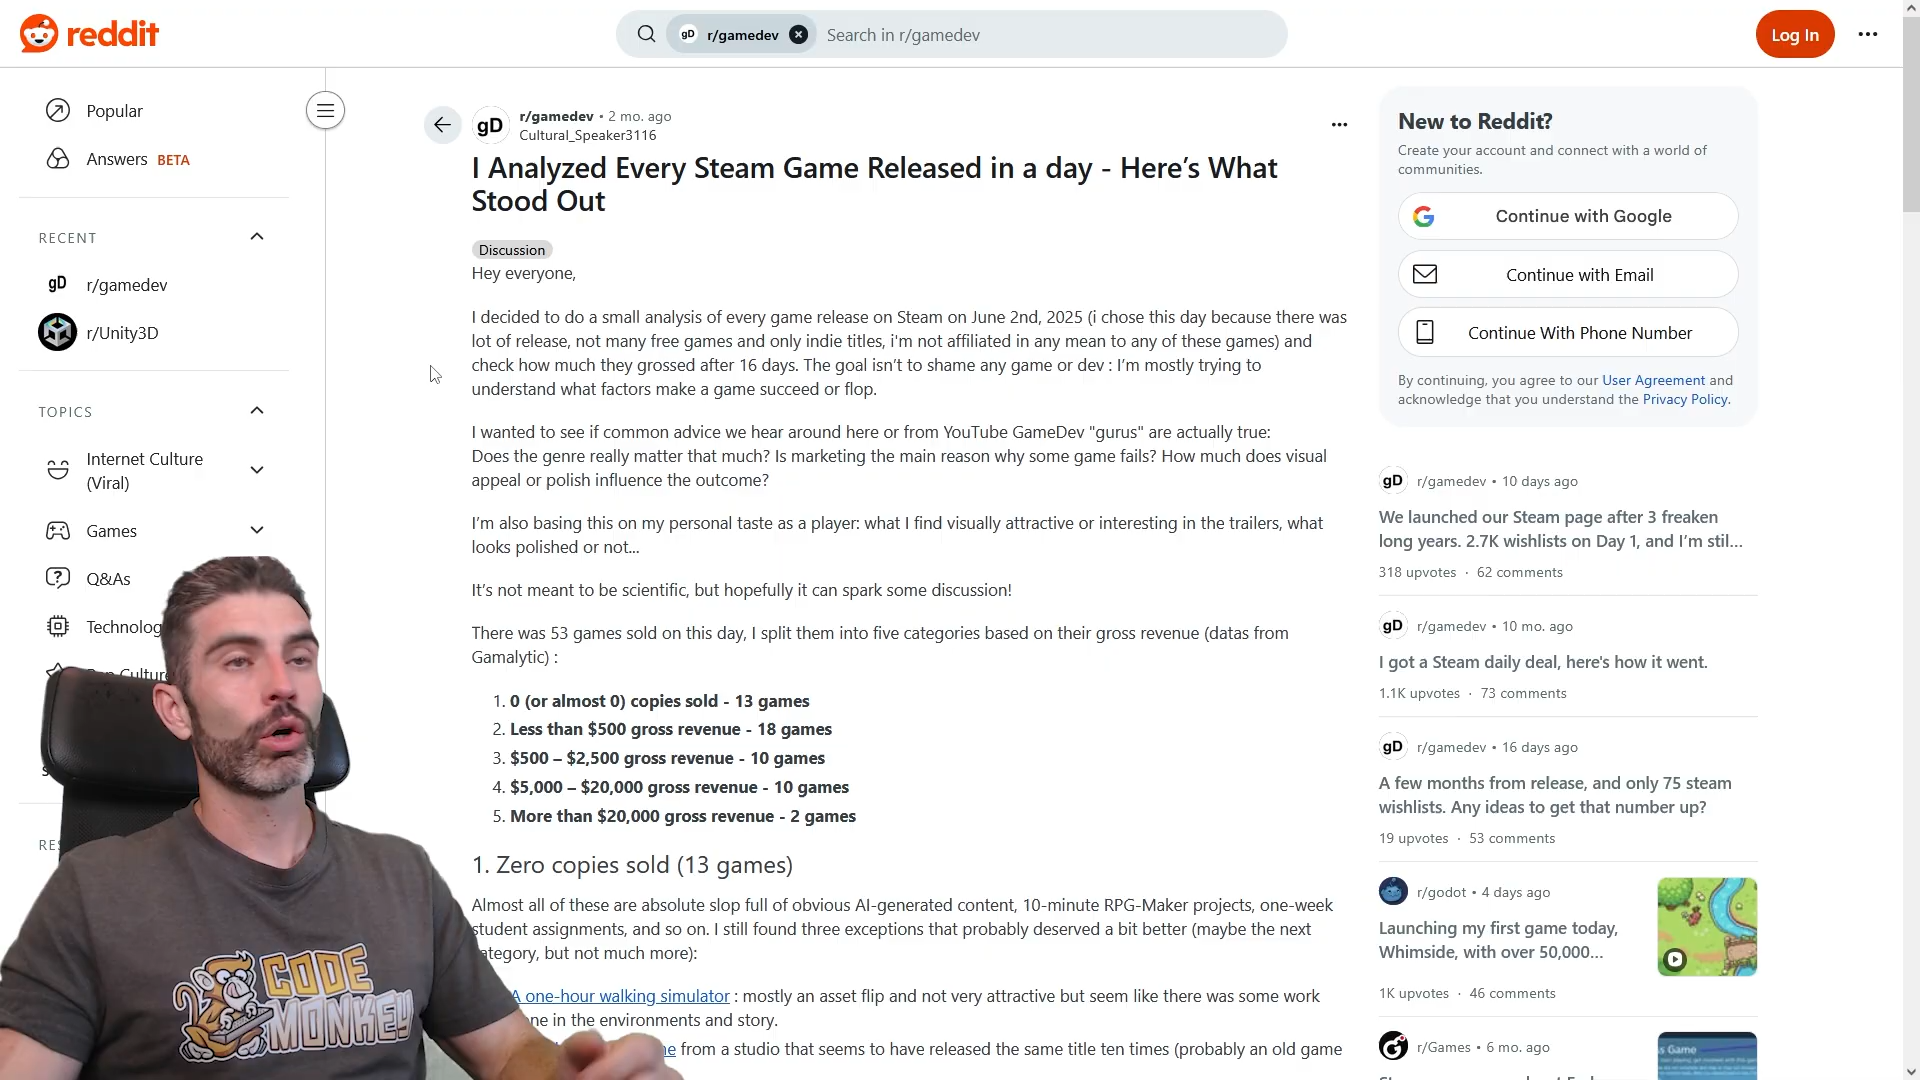 reddit
gD r/gamedev
Search in r/gamedev
Log In
Popular
Answers BETA
RECENT
gD r/gamedev
r/Unity3D
TOPICS
Internet Culture
(Viral)
Games
Q&As
Technolog
Pop Culture
RES
CODE
MONKEY
gD
r/gamedev • 2 mo. ago
Cultural_Speaker3116
I Analyzed Every Steam Game Released in a day - Here’s What
Stood Out
Discussion
Hey everyone,
I decided to do a small analysis of every game release on Steam on June 2nd, 2025 (i chose this day because there was
lot of release, not many free games and only indie titles, i'm not affiliated in any mean to any of these games) and
check how much they grossed after 16 days. The goal isn’t to shame any game or dev : I’m mostly trying to
understand what factors make a game succeed or flop.
I wanted to see if common advice we hear around here or from YouTube GameDev "gurus" are actually true:
Does the genre really matter that much? Is marketing the main reason why some game fails? How much does visual
appeal or polish influence the outcome?
I’m also basing this on my personal taste as a player: what I find visually attractive or interesting in the trailers, what
looks polished or not...
It’s not meant to be scientific, but hopefully it can spark some discussion!
There was 53 games sold on this day, I split them into five categories based on their gross revenue (datas from
Gamalytic) :
1. 0 (or almost 0) copies sold - 13 games
2. Less than $500 gross revenue - 18 games
3. $500 – $2,500 gross revenue - 10 games
4. $5,000 – $20,000 gross revenue - 10 games
5. More than $20,000 gross revenue - 2 games
1. Zero copies sold (13 games)
Almost all of these are absolute slop full of obvious AI-generated content, 10-minute RPG-Maker projects, one-week
student assignments, and so on. I still found three exceptions that probably deserved a bit better (maybe the next
ategory, but not much more):
A one-hour walking simulator : mostly an asset flip and not very attractive but seem like there was some work
ne in the environments and story.
from a studio that seems to have released the same title ten times (probably an old game
New to Reddit?
Create your account and connect with a world of
communities.
Continue with Google
Continue with Email
Continue With Phone Number
By continuing, you agree to our User Agreement and
acknowledge that you understand the Privacy Policy.
gD r/gamedev • 10 days ago
We launched our Steam page after 3 freaken
long years. 2.7K wishlists on Day 1, and I’m stil...
318 upvotes · 62 comments
gD r/gamedev • 10 mo. ago
I got a Steam daily deal, here's how it went.
1.1K upvotes · 73 comments
gD r/gamedev • 16 days ago
A few months from release, and only 75 steam
wishlists. Any ideas to get that number up?
19 upvotes · 53 comments
r/godot • 4 days ago
Launching my first game today,
Whimside, with over 50,000...
1K upvotes · 46 comments
r/Games • 6 mo. ago